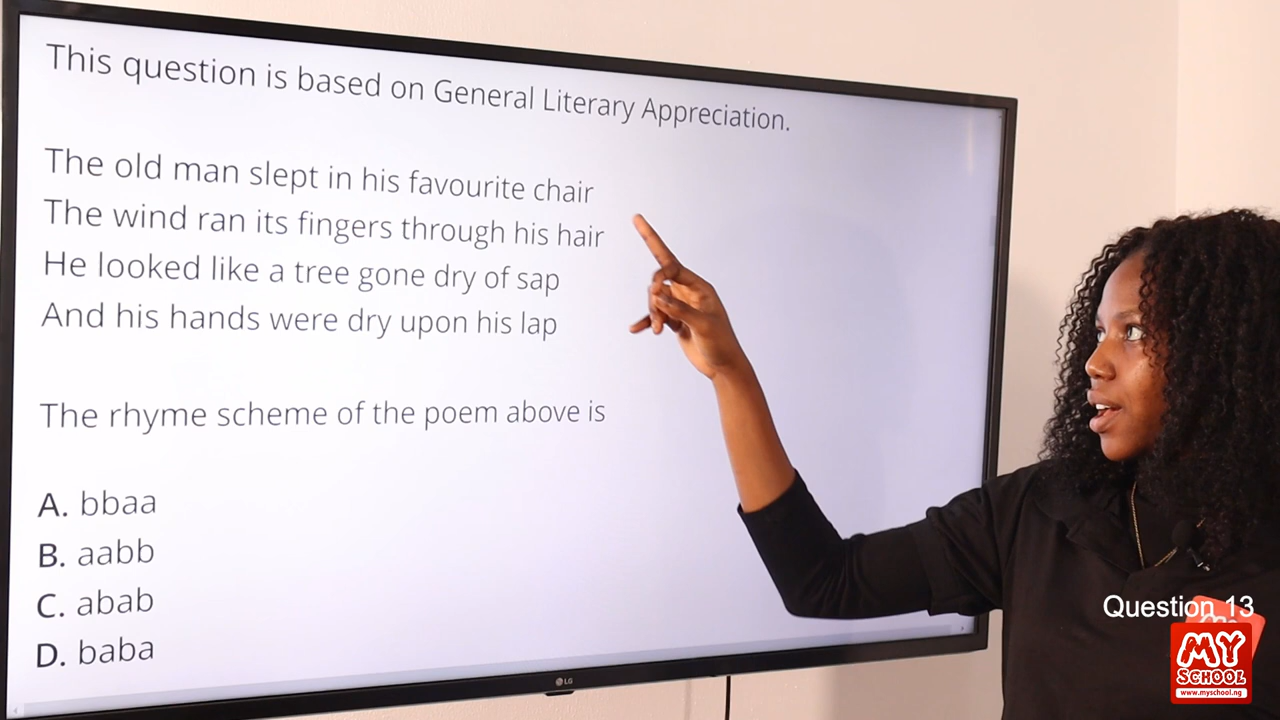 This question is based on General Literary Appreciation.
The old man slept in his favourite chair
The wind ran its fingers through his hair
He looked like a tree gone dry of sap
And his hands were dry upon his lap
The rhyme scheme of the poem above is
A. bbaa
B. aabb
C. abab
D. baba
LG
Question 13
MY
SCHOOL
www.myschool.ng